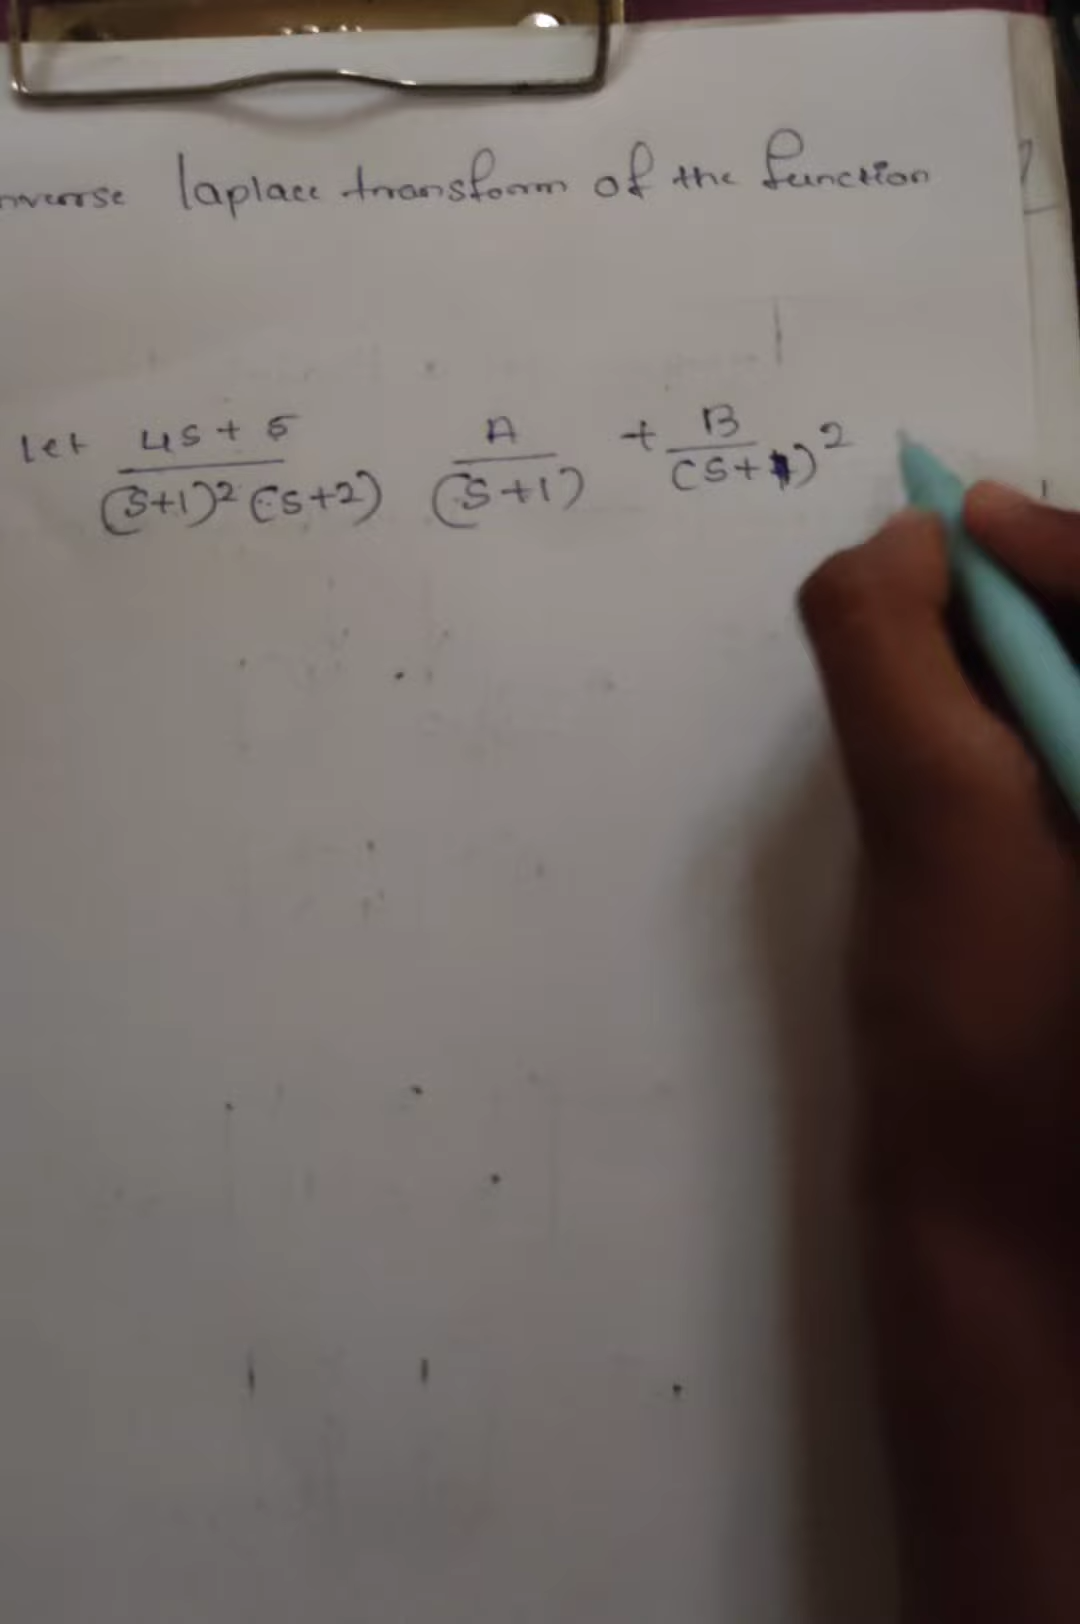 nverse laplace transform of the function
let 4s + 5 / (s+1)² (s+2) A / (s+1) + B / (s+1)²